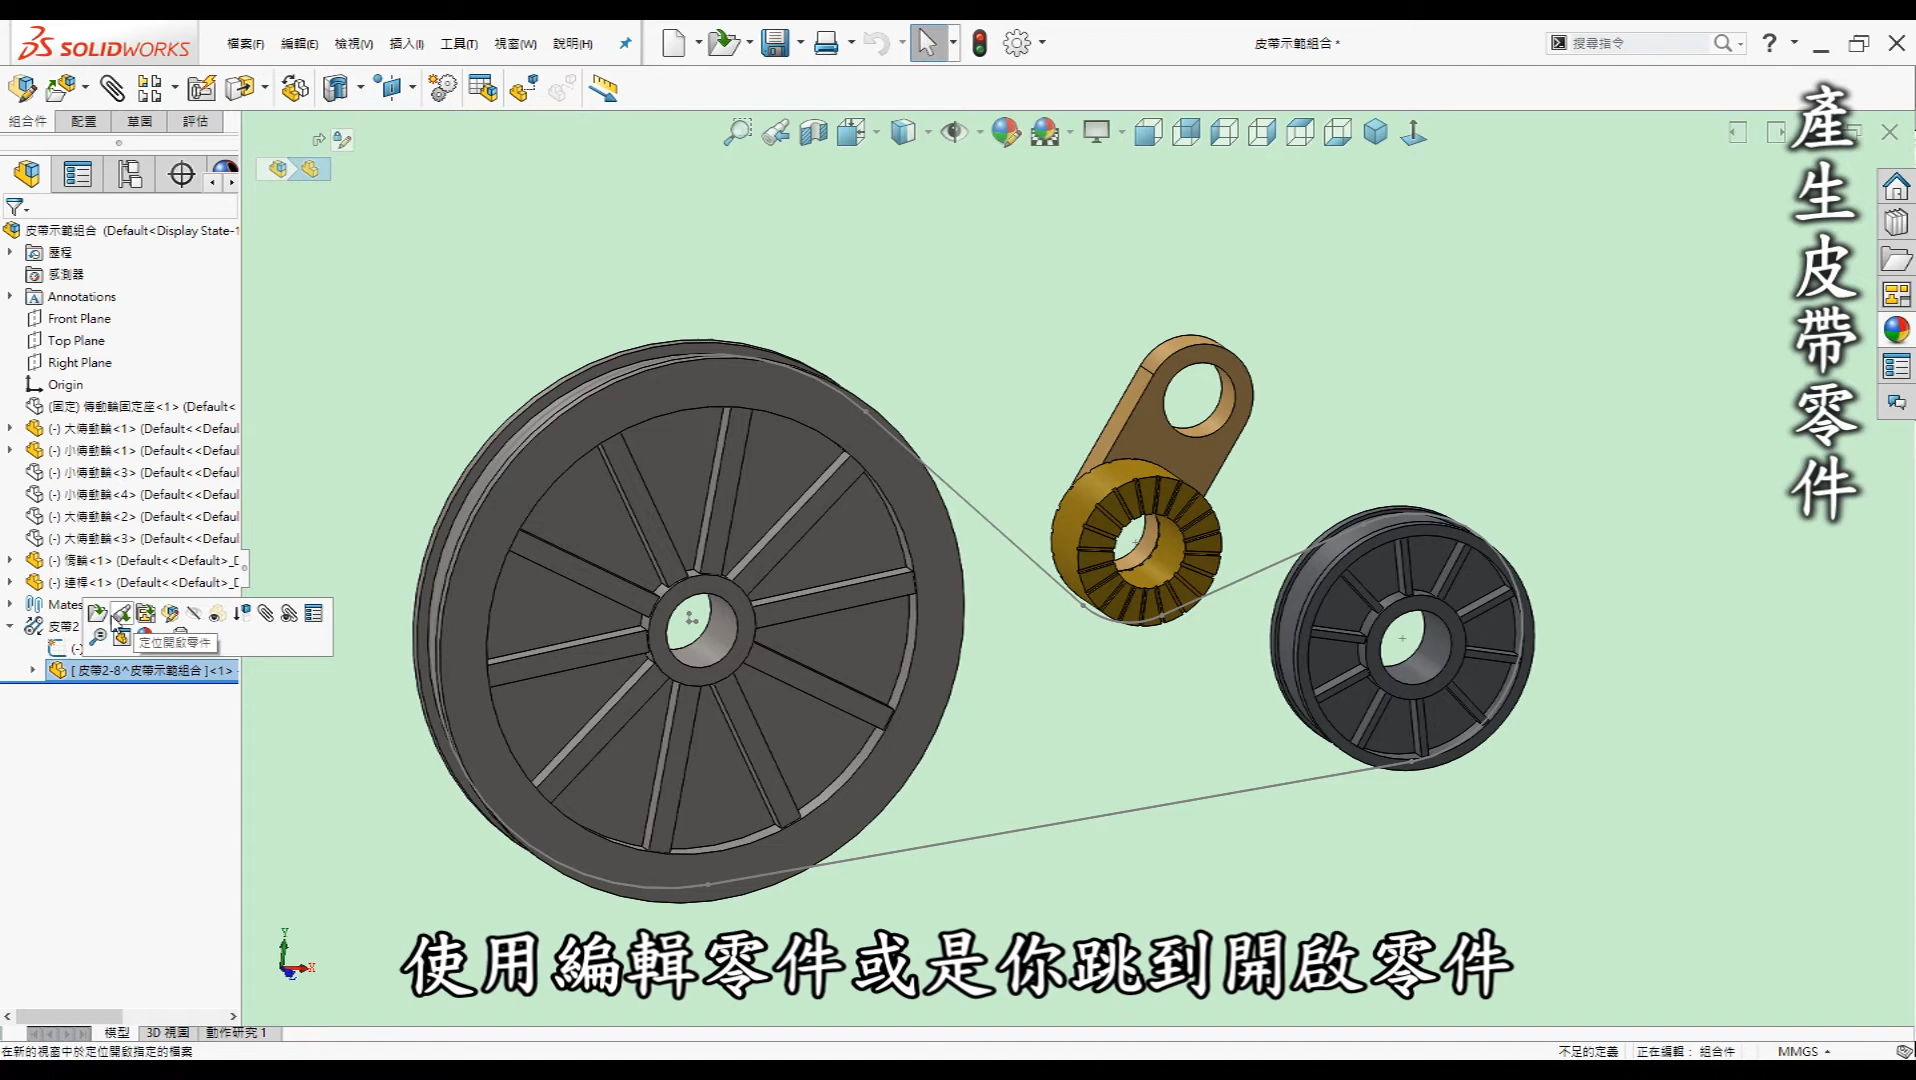 SOLIDWORKS
檔案(F)
編輯(E)
檢視(V)
插入(I)
工具(T)
視窗(W)
說明(H)
皮帶示範組合 *
搜尋指令
組合件
配置
草圖
評估
皮帶示範組合 (Default<Display State-1
歷程
感測器
Annotations
Front Plane
Top Plane
Right Plane
Origin
(固定) 傳動輪固定座<1> (Default<
(-) 大傳動輪<1> (Default<<Defaul
(-) 小傳動輪<1> (Default<<Defaul
(-) 小傳動輪<3> (Default<<Defaul
(-) 小傳動輪<4> (Default<<Defaul
(-) 大傳動輪<2> (Default<<Defaul
(-) 大傳動輪<3> (Default<<Defaul
(-) 惰輪<1> (Default<<Default>_D
(-) 連桿<1> (Default<<Default>_D
Mates
皮帶2
(-)
定位開啟零件
[ 皮帶2-8^皮帶示範組合 ]<1>
產生皮帶零件
Y
X
使用編輯零件或是你跳到開啟零件
模型
3D 視圖
動作研究 1
在新的視窗中於定位開啟指定的檔案
不足的定義
正在編輯： 組合件
MMGS